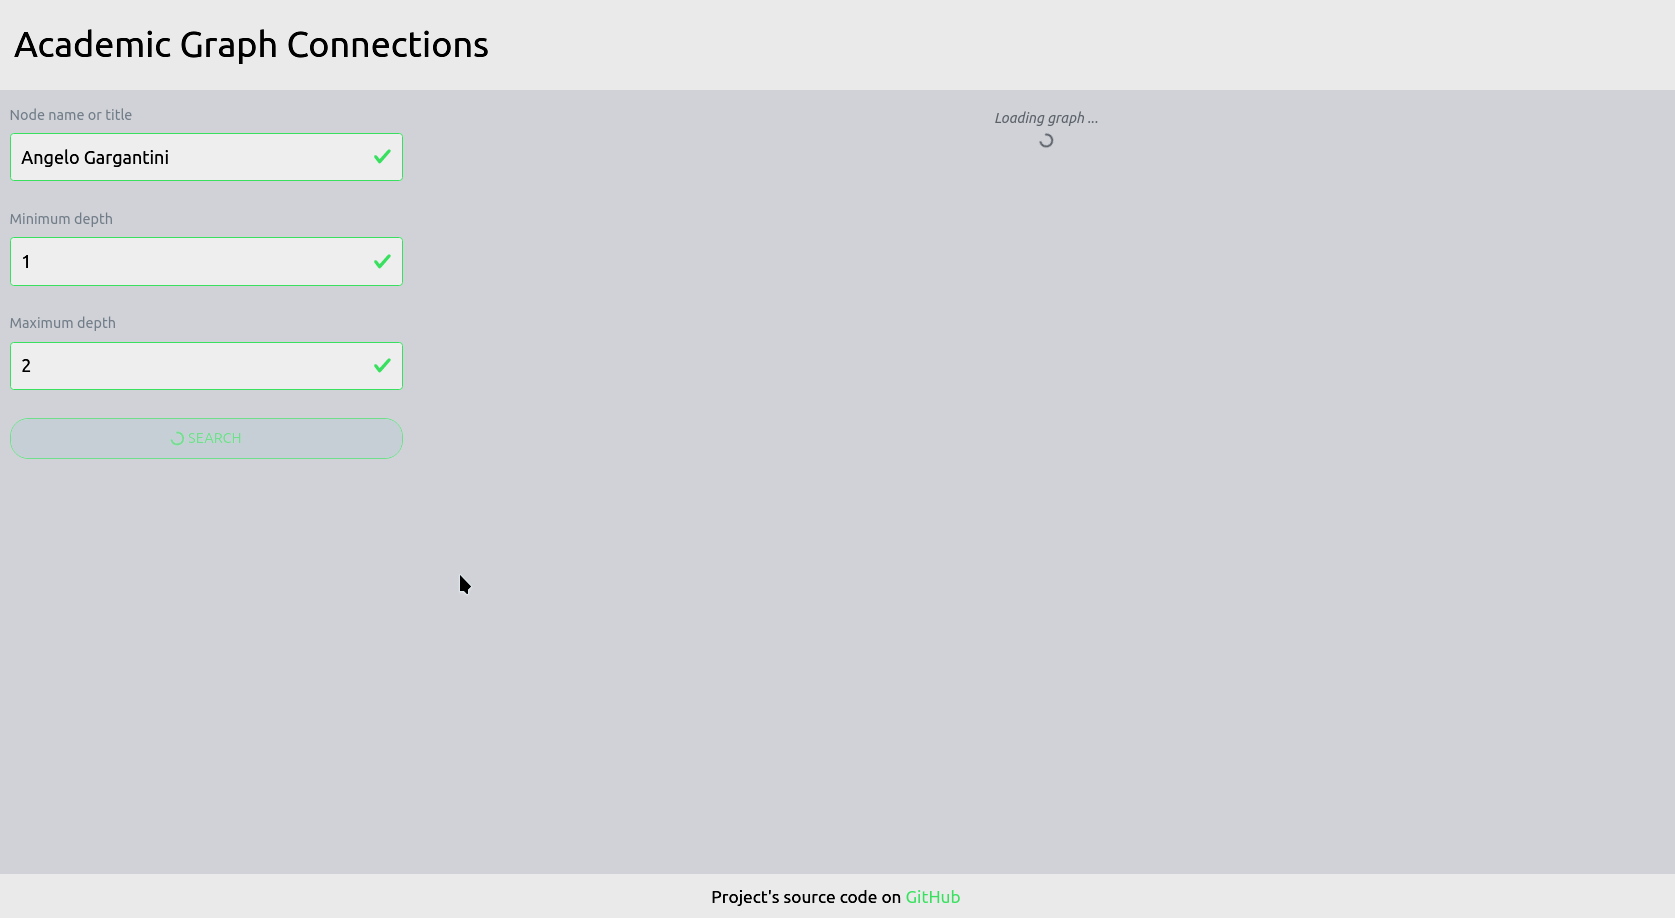 Academic Graph Connections
Node name or title
Angelo Gargantini
Minimum depth
1
Maximum depth
2
SEARCH
Loading graph ...
Project's source code on GitHub